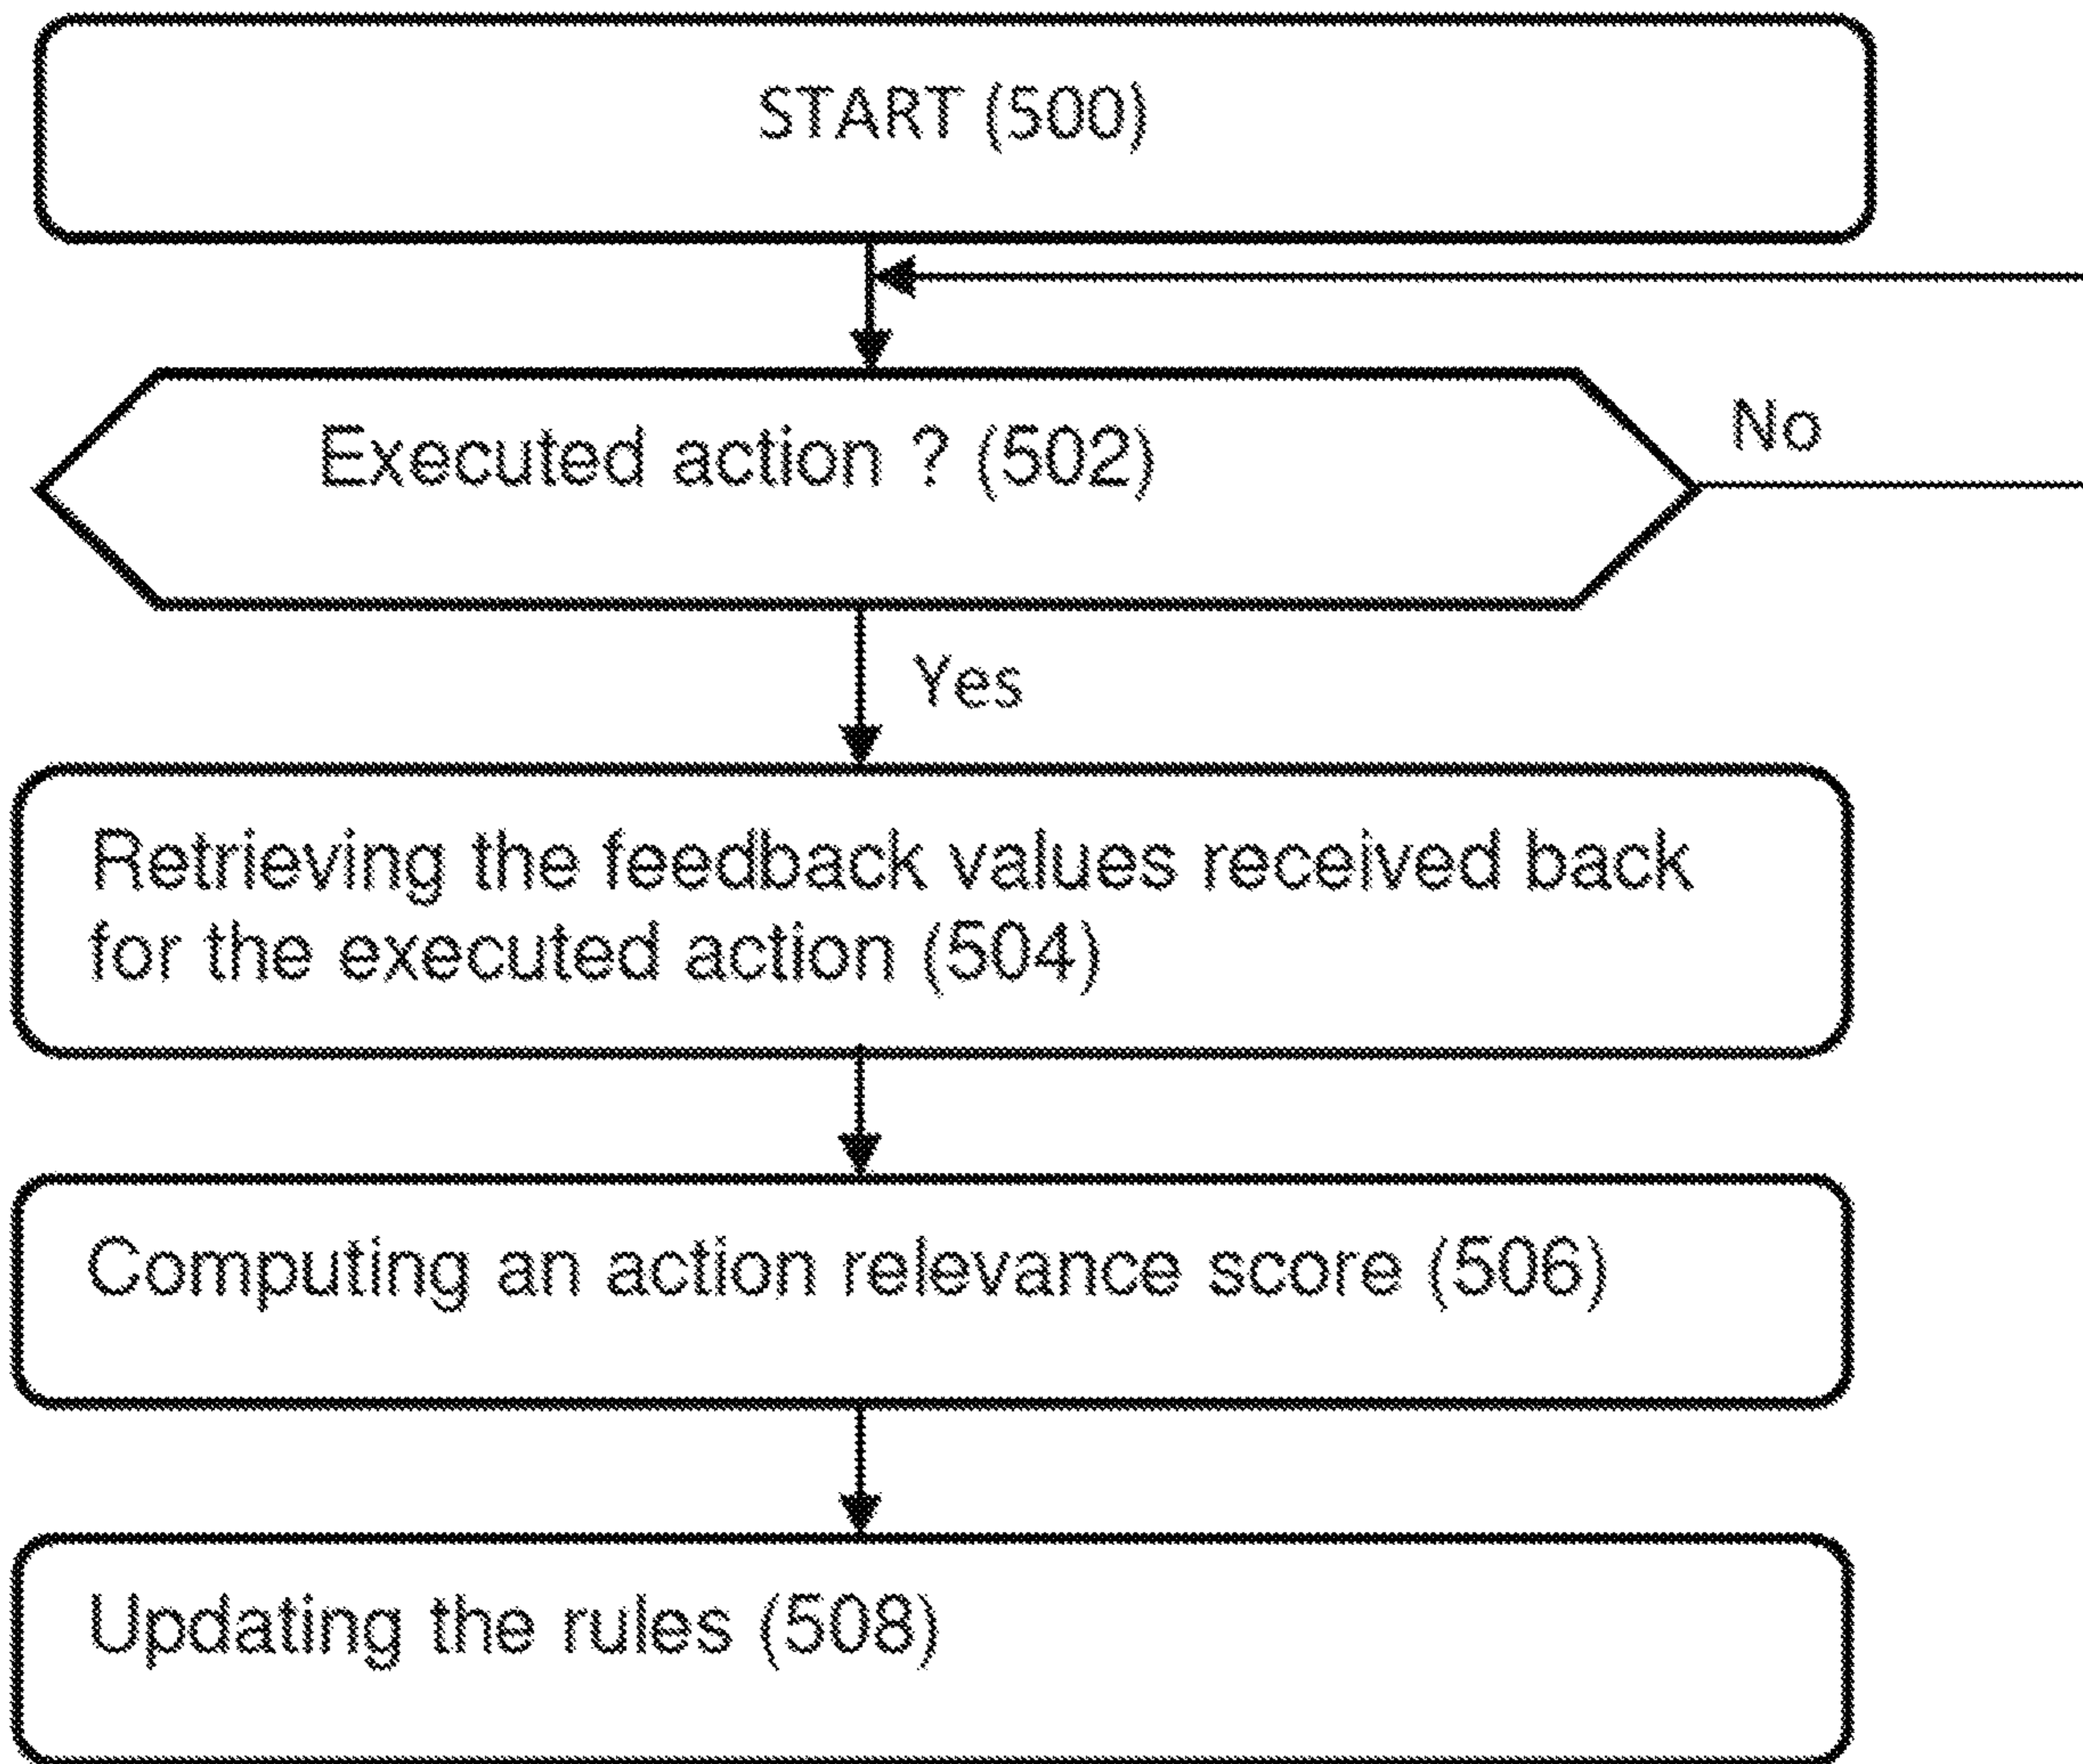 START (500)
Executed action ? (502)
No
Yes
Retrieving the feedback values received back
for the executed action (504)
Computing an action relevance score (506)
Updating the rules (508)